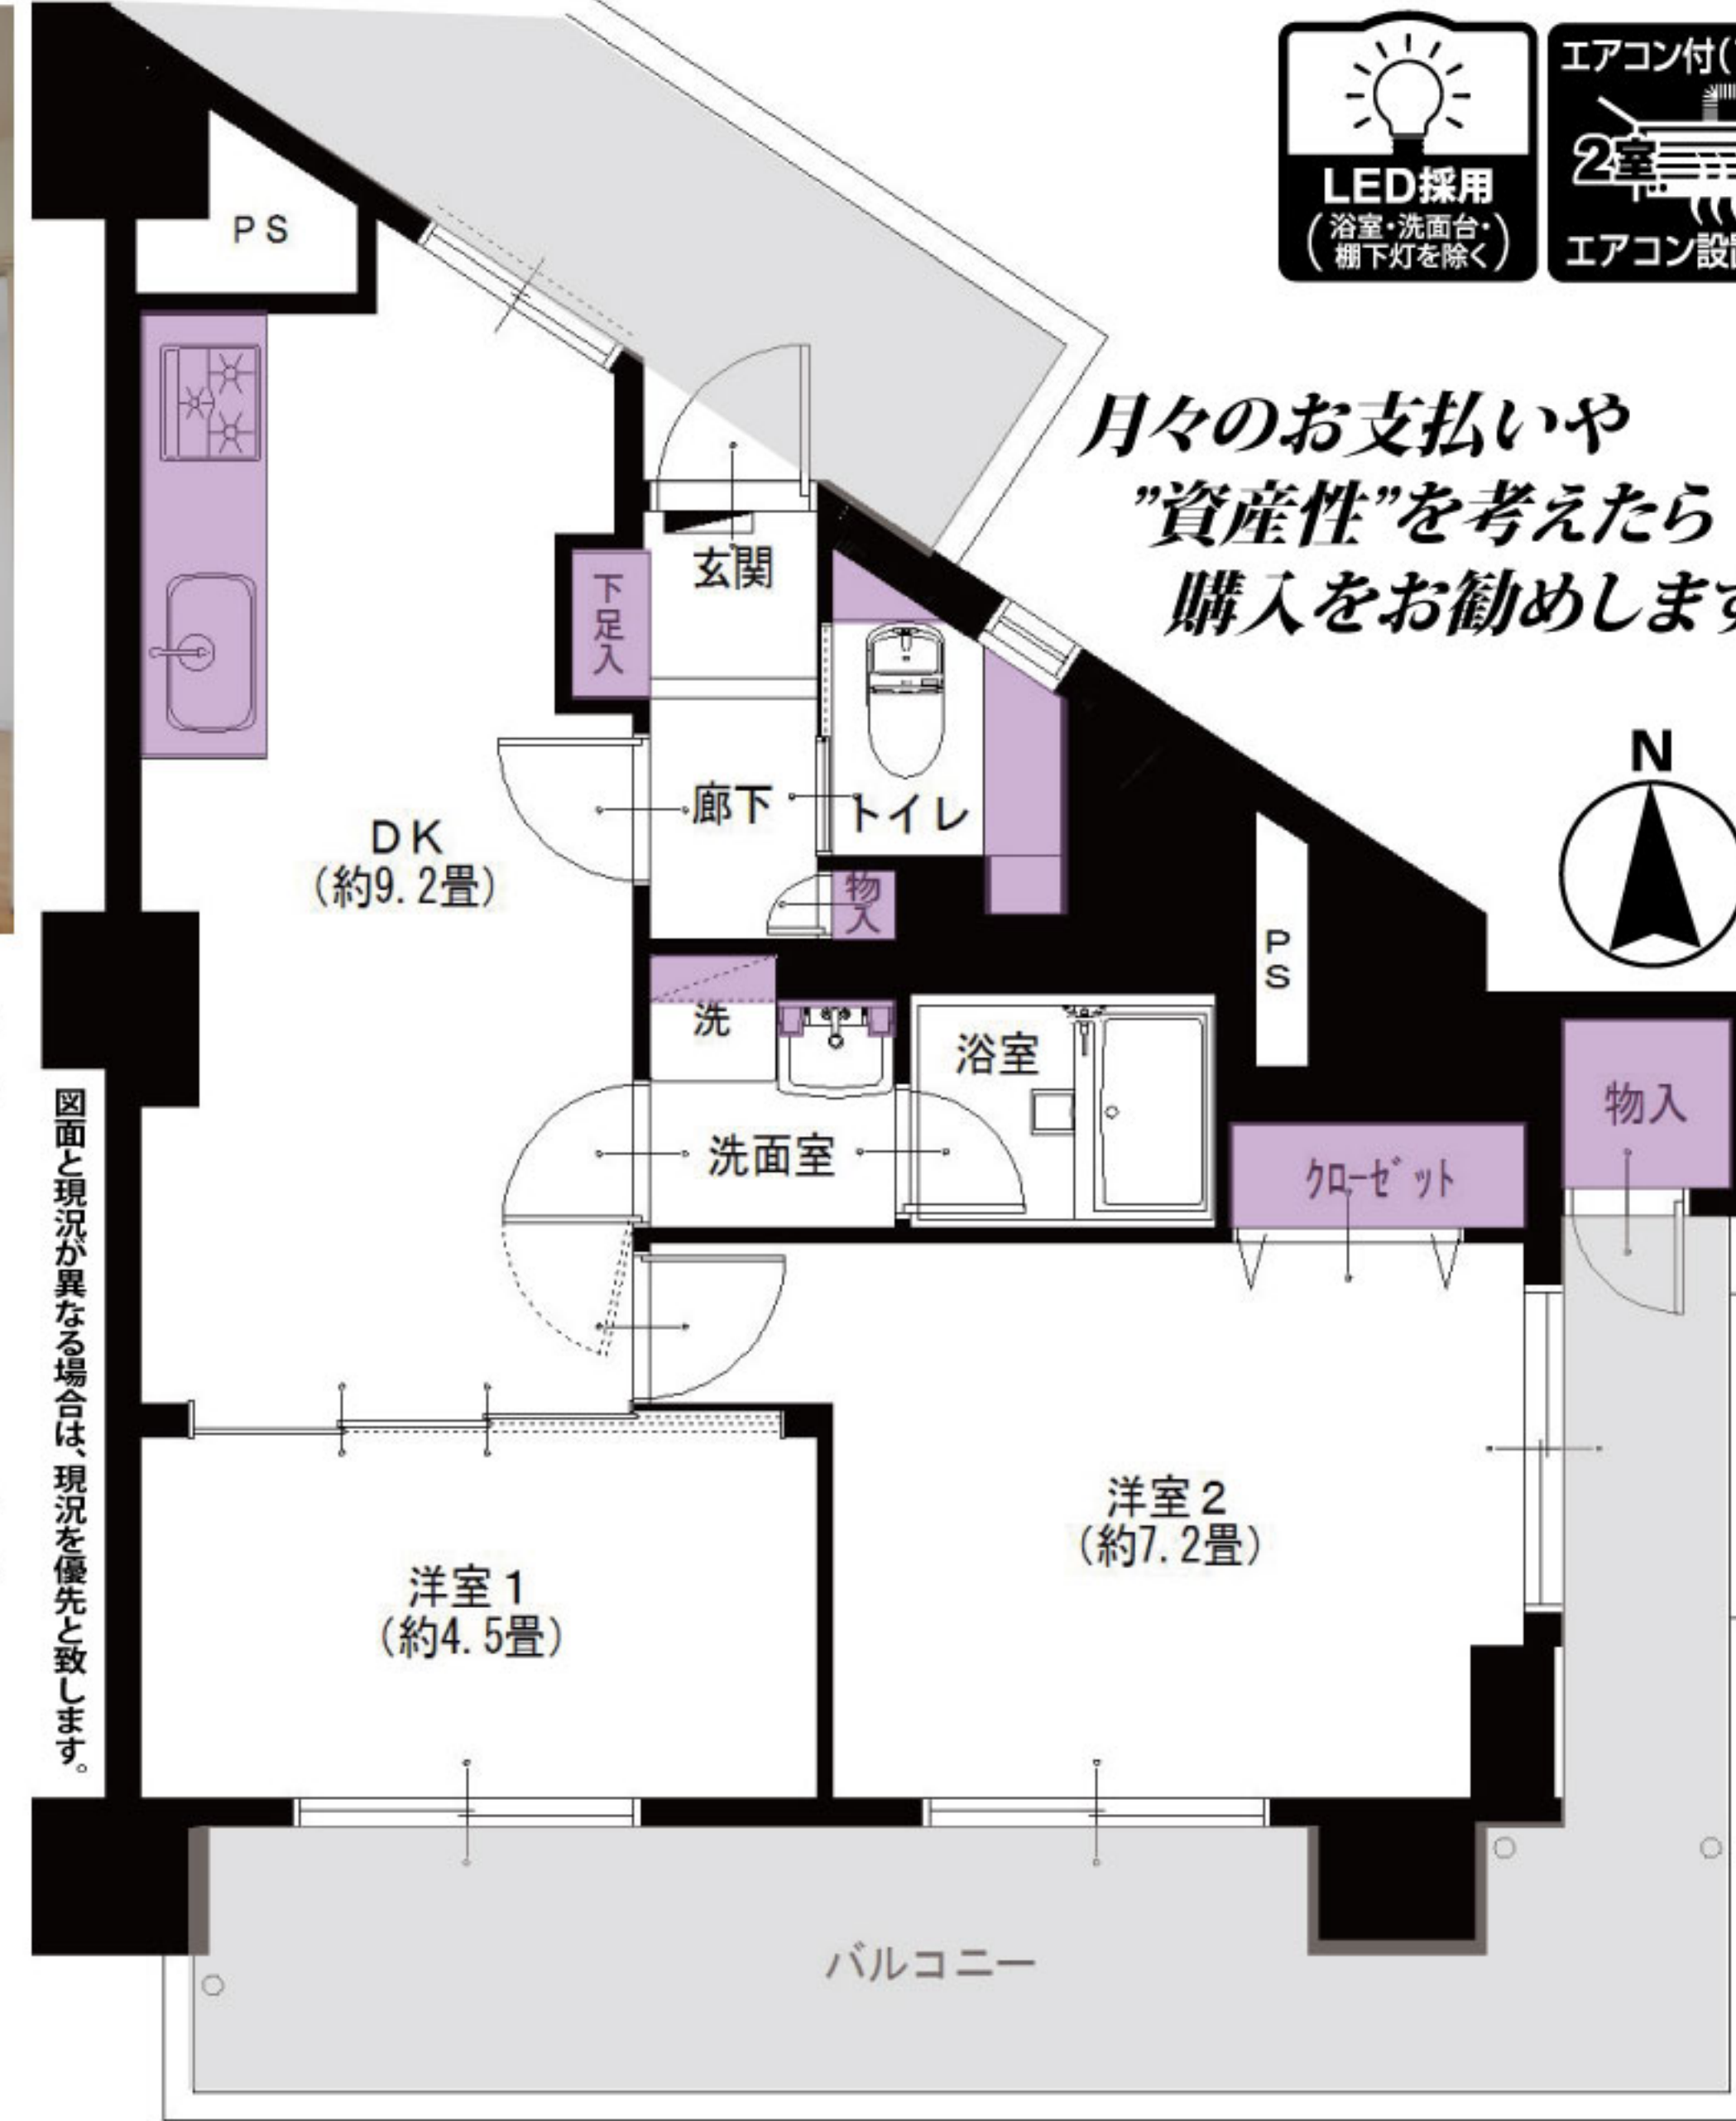 LED採用
(浴室・洗面台・
棚下灯を除く)
エアコン付(
2室
エアコン設
月々のお支払いや
”資産性”を考えたら
購入をお勧めします
N
PS
玄関
下足入
廊下
トイレ
DK
(約9.2畳)
物入
PS
洗
浴室
洗面室
クローゼット
物入
洋室2
(約7.2畳)
洋室1
(約4.5畳)
バルコニー
図面と現況が異なる場合は、現況を優先と致します。